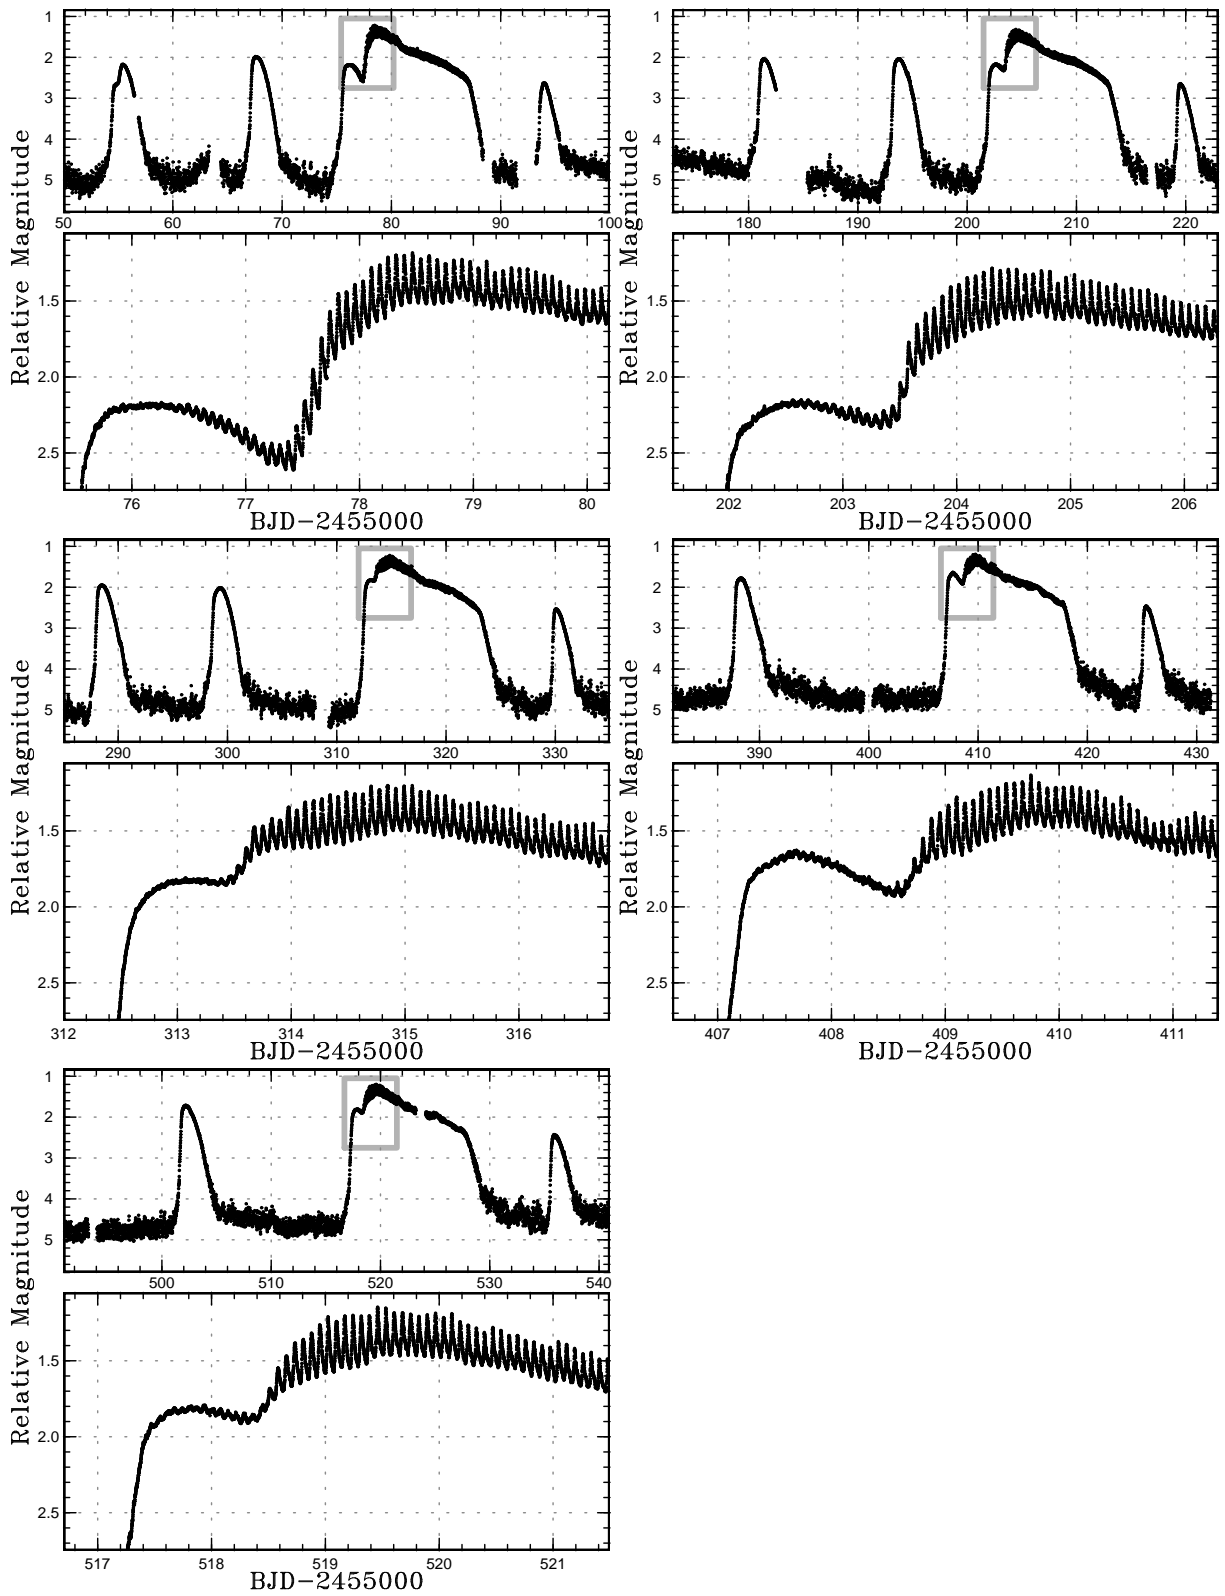 1
2
3
4
5
50 60 70 80 90 100
Relative Magnitude
1.5
2.0
2.5
76 77 78 79 80
BJD−2455000
1
2
3
4
5
180 190 200 210 220
Relative Magnitude
1.5
2.0
2.5
202 203 204 205 206
BJD−2455000
1
2
3
4
5
290 300 310 320 330
Relative Magnitude
1.5
2.0
2.5
312 313 314 315 316
BJD−2455000
1
2
3
4
5
390 400 410 420 430
Relative Magnitude
1.5
2.0
2.5
407 408 409 410 411
BJD−2455000
1
2
3
4
5
500 510 520 530 540
Relative Magnitude
1.5
2.0
2.5
517 518 519 520 521
BJD−2455000